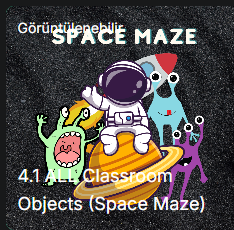 Görüntülenebilir
SPACE MAZE
4.1 ALL Classroom
Objects (Space Maze)